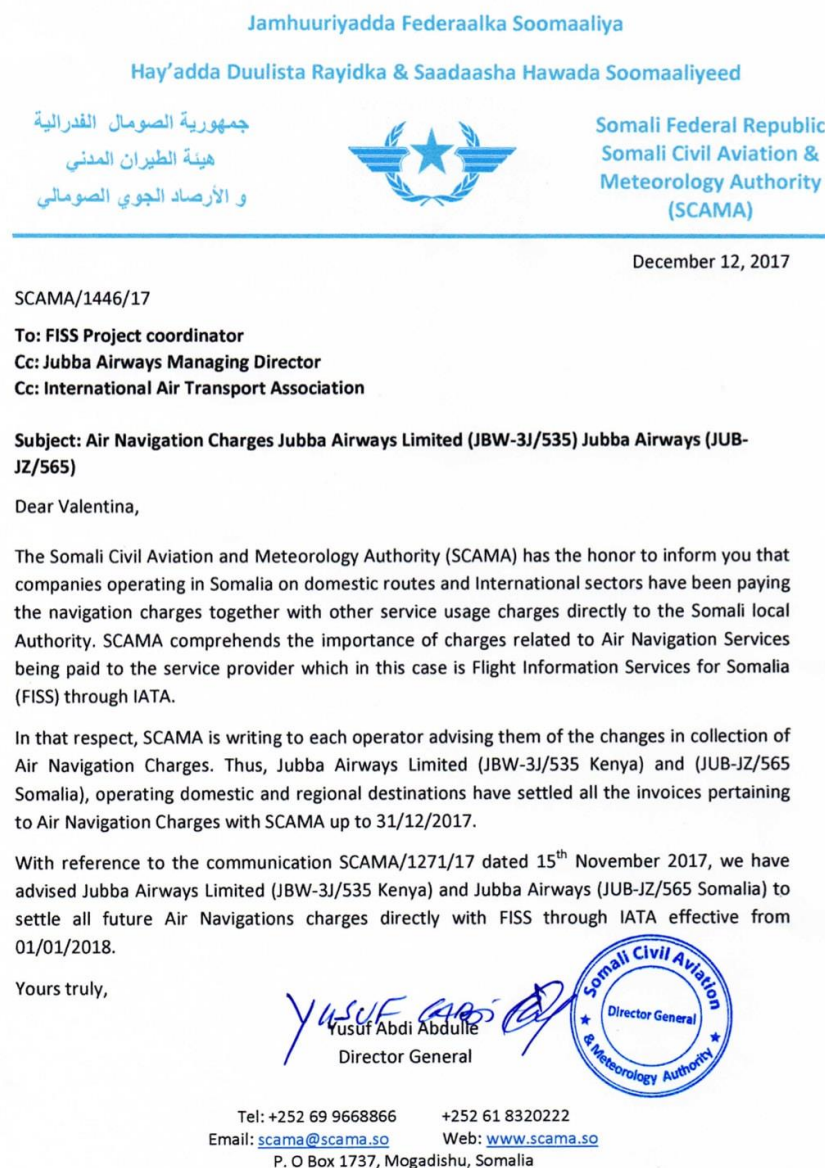 Jamhuuriyadda Federaalka Soomaaliya
Hay'adda Duulista Rayidka & Saadaasha Hawada Soomaaliyeed
جمهورية الصومال الفدرالية
هيئة الطيران المدني
و الأرصاد الجوي الصومالي
Somali Federal Republic
Somali Civil Aviation &
Meteorology Authority
(SCAMA)
December 12, 2017
SCAMA/1446/17
To: FISS Project coordinator
Cc: Jubba Airways Managing Director
Cc: International Air Transport Association
Subject: Air Navigation Charges Jubba Airways Limited (JBW-3J/535) Jubba Airways (JUB-
JZ/565)
Dear Valentina,
The Somali Civil Aviation and Meteorology Authority (SCAMA) has the honor to inform you that
companies operating in Somalia on domestic routes and International sectors have been paying
the navigation charges together with other service usage charges directly to the Somali local
Authority. SCAMA comprehends the importance of charges related to Air Navigation Services
being paid to the service provider which in this case is Flight Information Services for Somalia
(FISS) through IATA.
In that respect, SCAMA is writing to each operator advising them of the changes in collection of
Air Navigation Charges. Thus, Jubba Airways Limited (JBW-3J/535 Kenya) and (JUB-JZ/565
Somalia), operating domestic and regional destinations have settled all the invoices pertaining
to Air Navigation Charges with SCAMA up to 31/12/2017.
With reference to the communication SCAMA/1271/17 dated 15th November 2017, we have
advised Jubba Airways Limited (JBW-3J/535 Kenya) and Jubba Airways (JUB-JZ/565 Somalia) to
settle all future Air Navigations charges directly with FISS through IATA effective from
01/01/2018.
Yours truly,
YUSUF CABDI
Yusuf Abdi Abdulle
Director General
Somali Civil Aviation
Director General
& Meteorology Authority
Tel: +252 69 9668866 +252 61 8320222
Email: scama@scama.so Web: www.scama.so
P. O Box 1737, Mogadishu, Somalia